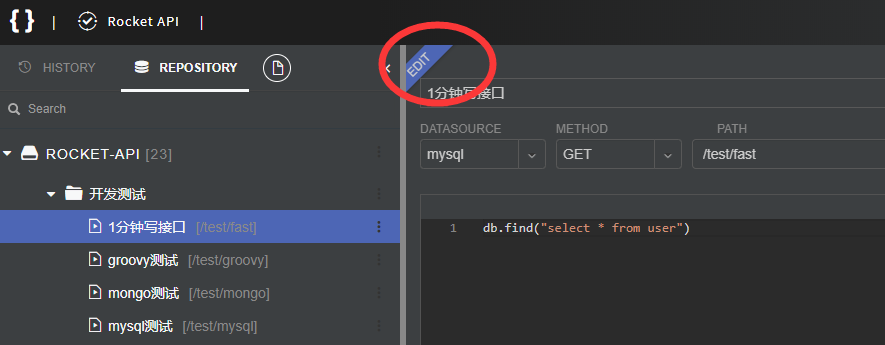 { } | Rocket API |
HISTORY REPOSITORY
EDIT
Search
1分钟写接口
ROCKET-API [23]
DATASOURCE METHOD PATH
mysql GET /test/fast
开发测试
1分钟写接口 [/test/fast]
groovy测试 [/test/groovy]
mongo测试 [/test/mongo]
mysql测试 [/test/mysql]
1 db.find("select * from user")